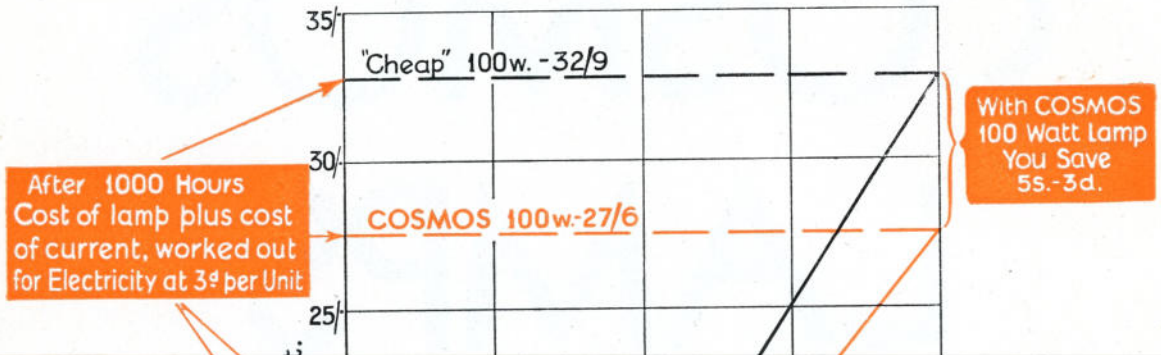 35/-
"Cheap" 100w. - 32/9
With COSMOS
100 Watt Lamp
You Save
5s.-3d.
30/-
After 1000 Hours
Cost of lamp plus cost
of current, worked out
for Electricity at 3ᵈ per Unit
COSMOS 100w.-27/6
25/-